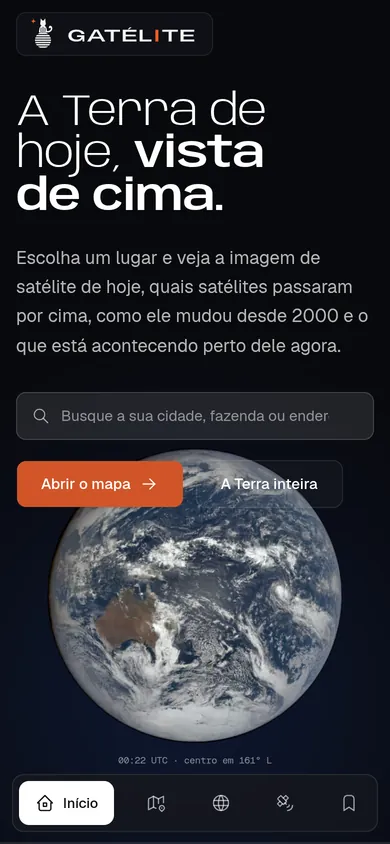 GATÉLITE
A Terra de
hoje, vista
de cima.
Escolha um lugar e veja a imagem de
satélite de hoje, quais satélites passaram
por cima, como ele mudou desde 2000 e o
que está acontecendo perto dele agora.
Busque a sua cidade, fazenda ou ender
Abrir o mapa
A Terra inteira
00:22 UTC · centro em 161° L
Início